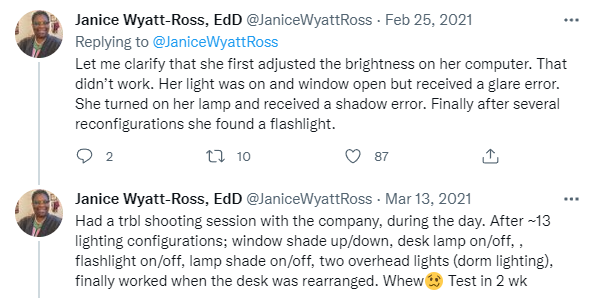 Janice Wyatt-Ross, EdD @JaniceWyattRoss · Feb 25, 2021
Replying to @JaniceWyattRoss
Let me clarify that she first adjusted the brightness on her computer. That
didn’t work. Her light was on and window open but received a glare error.
She turned on her lamp and received a shadow error. Finally after several
reconfigurations she found a flashlight.
2 10 87
Janice Wyatt-Ross, EdD @JaniceWyattRoss · Mar 13, 2021
Had a trbl shooting session with the company, during the day. After ~13
lighting configurations; window shade up/down, desk lamp on/off, ,
flashlight on/off, lamp shade on/off, two overhead lights (dorm lighting),
finally worked when the desk was rearranged. Whew🥴 Test in 2 wk